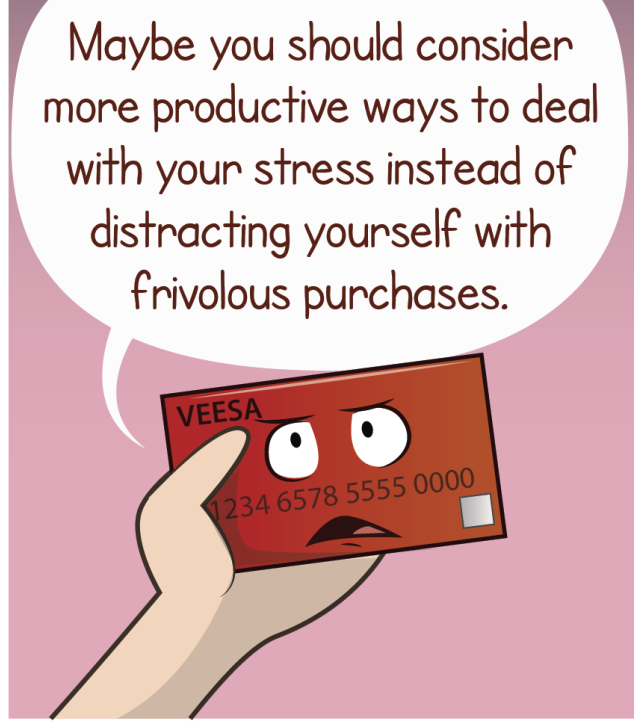 Maybe you should consider
more productive ways to deal
with your stress instead of
distracting yourself with
frivolous purchases.
VEESA
1234 6578 5555 0000